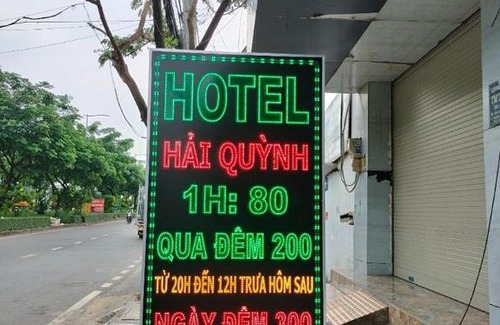 HOTEL
HẢI QUỲNH
1H: 80
QUA ĐÊM 200
TỪ 20H ĐẾN 12H TRƯA HÔM SAU
NGÀY ĐÊM 300